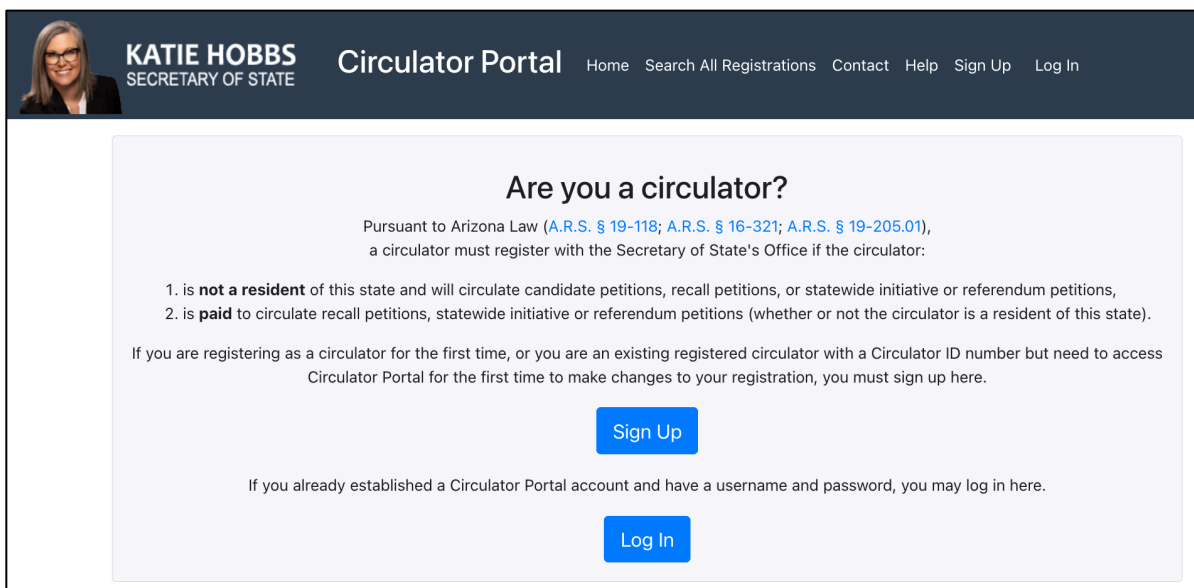 KATIE HOBBS
SECRETARY OF STATE
Circulator Portal Home Search All Registrations Contact Help Sign Up Log In
Are you a circulator?
Pursuant to Arizona Law (A.R.S. § 19-118; A.R.S. § 16-321; A.R.S. § 19-205.01),
a circulator must register with the Secretary of State's Office if the circulator:
1. is not a resident of this state and will circulate candidate petitions, recall petitions, or statewide initiative or referendum petitions,
2. is paid to circulate recall petitions, statewide initiative or referendum petitions (whether or not the circulator is a resident of this state).
If you are registering as a circulator for the first time, or you are an existing registered circulator with a Circulator ID number but need to access
Circulator Portal for the first time to make changes to your registration, you must sign up here.
Sign Up
If you already established a Circulator Portal account and have a username and password, you may log in here.
Log In